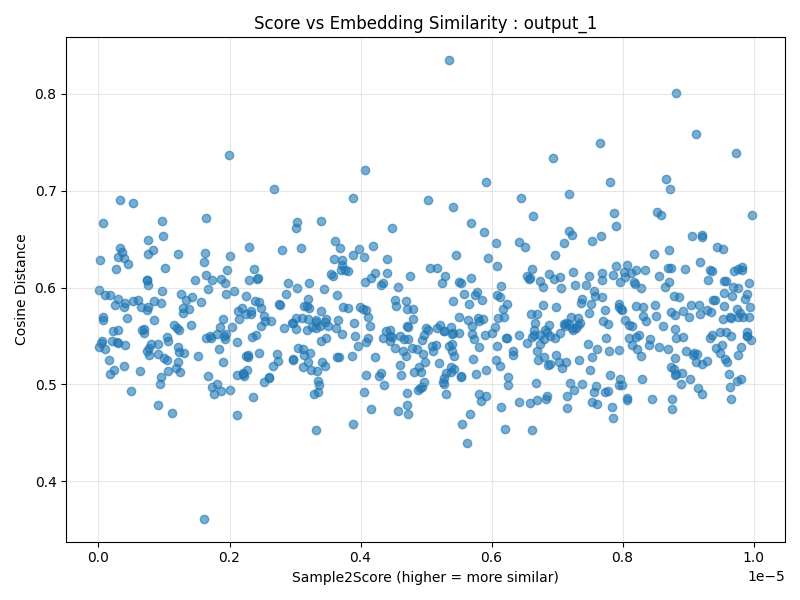 Score vs Embedding Similarity : output_1
Cosine Distance
0.8
0.7
0.6
0.5
0.4
0.0 0.2 0.4 0.6 0.8 1.0
Sample2Score (higher = more similar)
1e−5